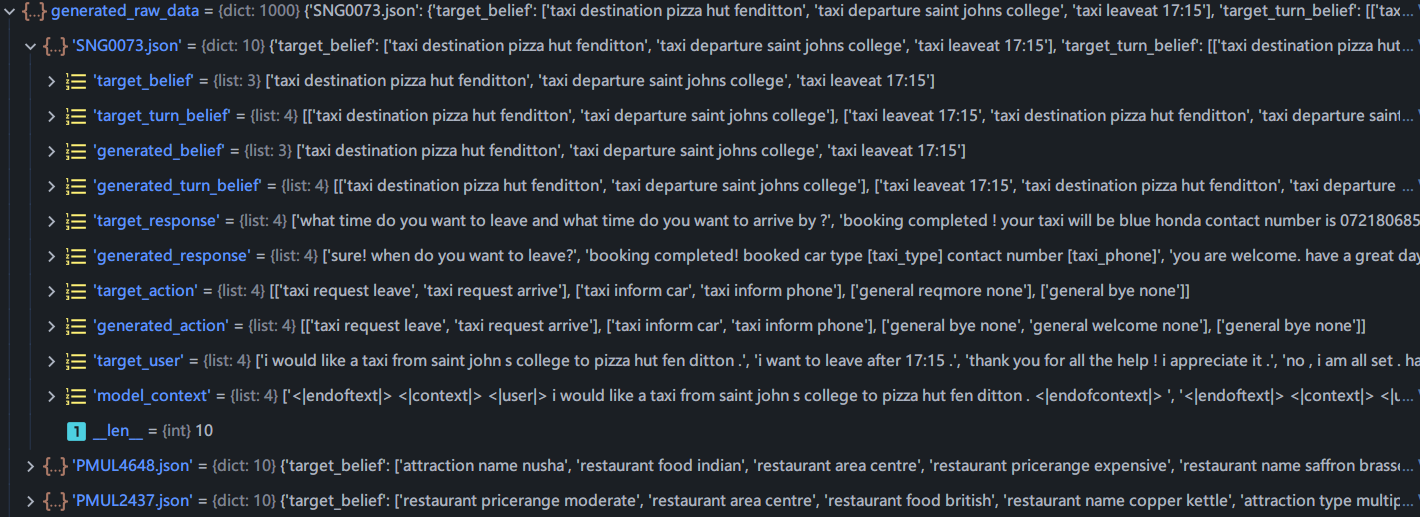 {..} generated_raw_data = {dict: 1000} {'SNG0073.json': {'target_belief': ['taxi destination pizza hut fenditton', 'taxi departure saint johns college', 'taxi leaveat 17:15'], 'target_turn_belief': [['tax...
{..} 'SNG0073.json' = {dict: 10} {'target_belief': ['taxi destination pizza hut fenditton', 'taxi departure saint johns college', 'taxi leaveat 17:15'], 'target_turn_belief': [['taxi destination pizza hut...
'target_belief' = {list: 3} ['taxi destination pizza hut fenditton', 'taxi departure saint johns college', 'taxi leaveat 17:15']
'target_turn_belief' = {list: 4} [['taxi destination pizza hut fenditton', 'taxi departure saint johns college'], ['taxi leaveat 17:15', 'taxi destination pizza hut fenditton', 'taxi departure saint...
'generated_belief' = {list: 3} ['taxi destination pizza hut fenditton', 'taxi departure saint johns college', 'taxi leaveat 17:15']
'generated_turn_belief' = {list: 4} [['taxi destination pizza hut fenditton', 'taxi departure saint johns college'], ['taxi leaveat 17:15', 'taxi destination pizza hut fenditton', 'taxi departure ...
'target_response' = {list: 4} ['what time do you want to leave and what time do you want to arrive by ?', 'booking completed ! your taxi will be blue honda contact number is 072180685
'generated_response' = {list: 4} ['sure! when do you want to leave?', 'booking completed! booked car type [taxi_type] contact number [taxi_phone]', 'you are welcome. have a great day
'target_action' = {list: 4} [['taxi request leave', 'taxi request arrive'], ['taxi inform car', 'taxi inform phone'], ['general reqmore none'], ['general bye none']]
'generated_action' = {list: 4} [['taxi request leave', 'taxi request arrive'], ['taxi inform car', 'taxi inform phone'], ['general bye none', 'general welcome none'], ['general bye none']]
'target_user' = {list: 4} ['i would like a taxi from saint john s college to pizza hut fen ditton .', 'i want to leave after 17:15 .', 'thank you for all the help ! i appreciate it .', 'no , i am all set . ha...
'model_context' = {list: 4} ['<|endoftext|> <|context|> <|user|> i would like a taxi from saint john s college to pizza hut fen ditton . <|endofcontext|> ', '<|endoftext|> <|context|> <|u...
1 __len__ = {int} 10
{..} 'PMUL4648.json' = {dict: 10} {'target_belief': ['attraction name nusha', 'restaurant food indian', 'restaurant area centre', 'restaurant pricerange expensive', 'restaurant name saffron brasse...
{..} 'PMUL2437.json' = {dict: 10} {'target_belief': ['restaurant pricerange moderate', 'restaurant area centre', 'restaurant food british', 'restaurant name copper kettle', 'attraction type multip...